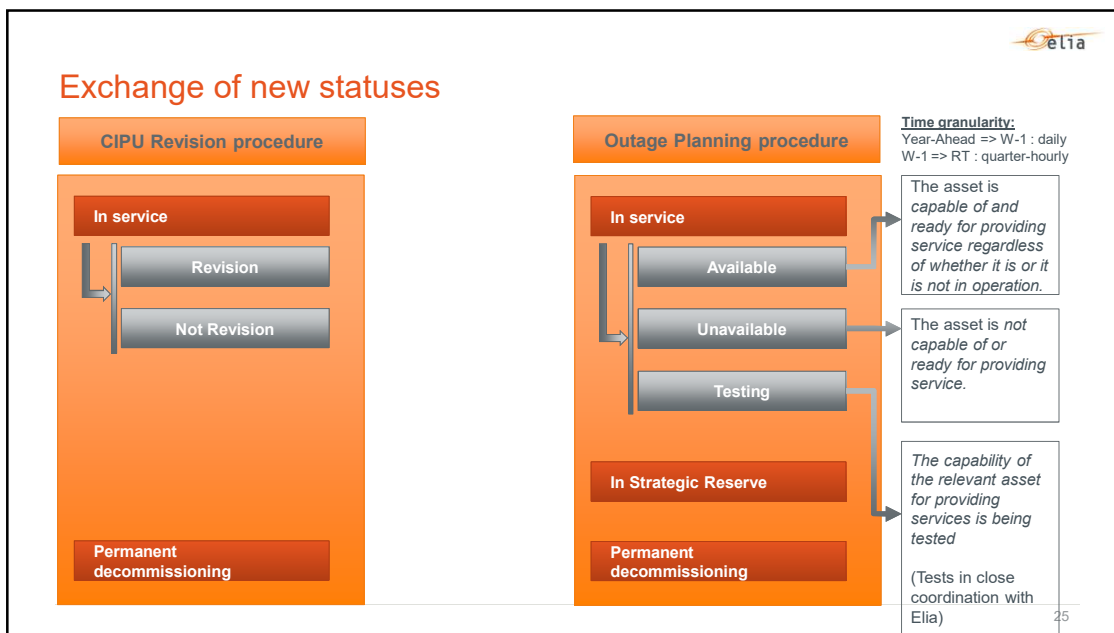 elia
Exchange of new statuses
CIPU Revision procedure
In service
Revision
Not Revision
Permanent
decommissioning
Outage Planning procedure
In service
Available
Unavailable
Testing
In Strategic Reserve
Permanent
decommissioning
Time granularity:
Year-Ahead => W-1 : daily
W-1 => RT : quarter-hourly
The asset is
capable of and
ready for providing
service regardless
of whether it is or it
is not in operation.
The asset is not
capable of or
ready for providing
service.
The capability of
the relevant asset
for providing
services is being
tested
(Tests in close
coordination with
Elia)
25